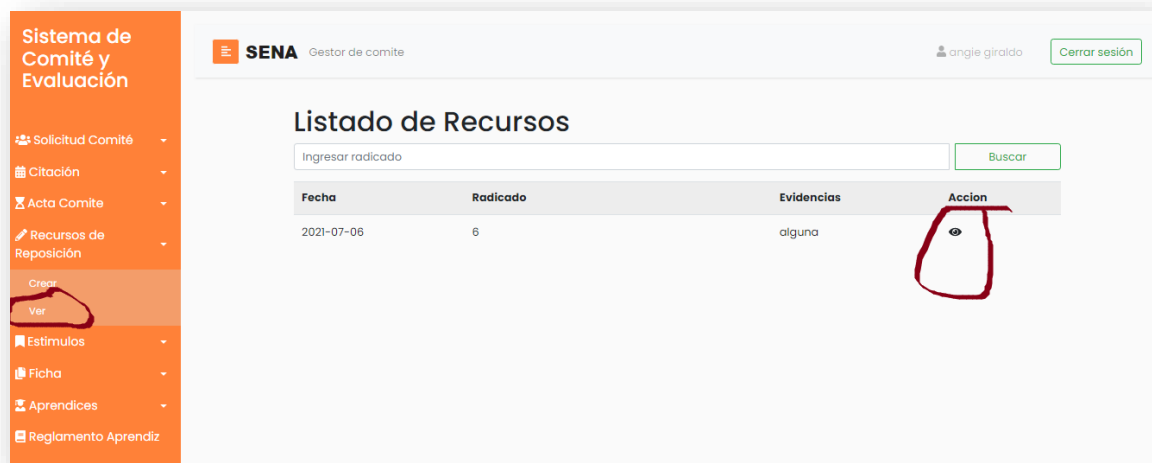 Sistema de
Comité y
Evaluación
SENA Gestor de comite
angie giraldo
Cerrar sesión
Solicitud Comité
Citación
Acta Comite
Recursos de
Reposición
Crear
Ver
Estimulos
Ficha
Aprendices
Reglamento Aprendiz
Listado de Recursos
Ingresar radicado
Buscar
Fecha Radicado Evidencias Accion
2021-07-06 6 alguna